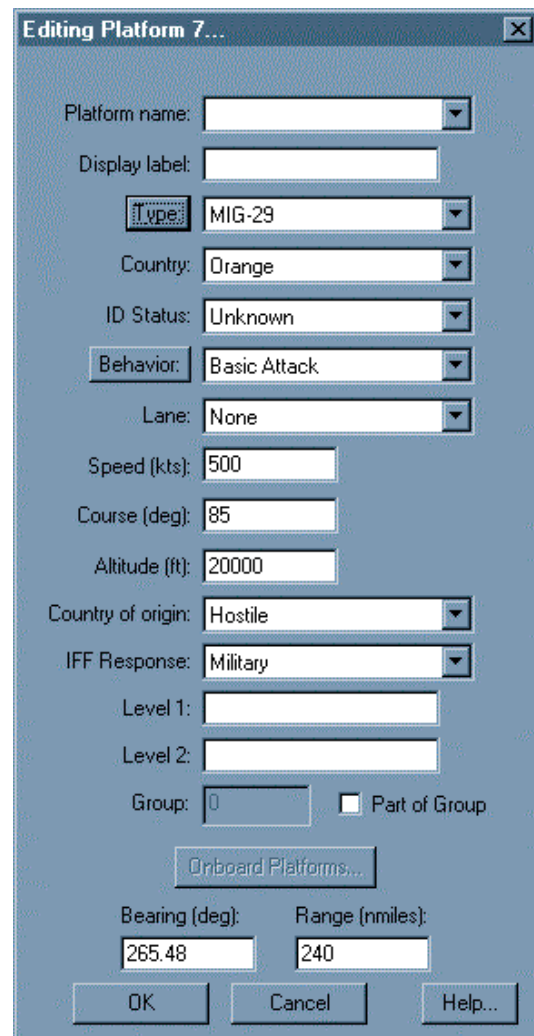 Editing Platform 7...
Platform name:
Display label:
Type: MIG-29
Country: Orange
ID Status: Unknown
Behavior: Basic Attack
Lane: None
Speed (kts): 500
Course (deg): 85
Altitude (ft): 20000
Country of origin: Hostile
IFF Response: Military
Level 1:
Level 2:
Group: 0 Part of Group
Onboard Platforms...
Bearing (deg): Range (nmiles):
265.48 240
OK Cancel Help...